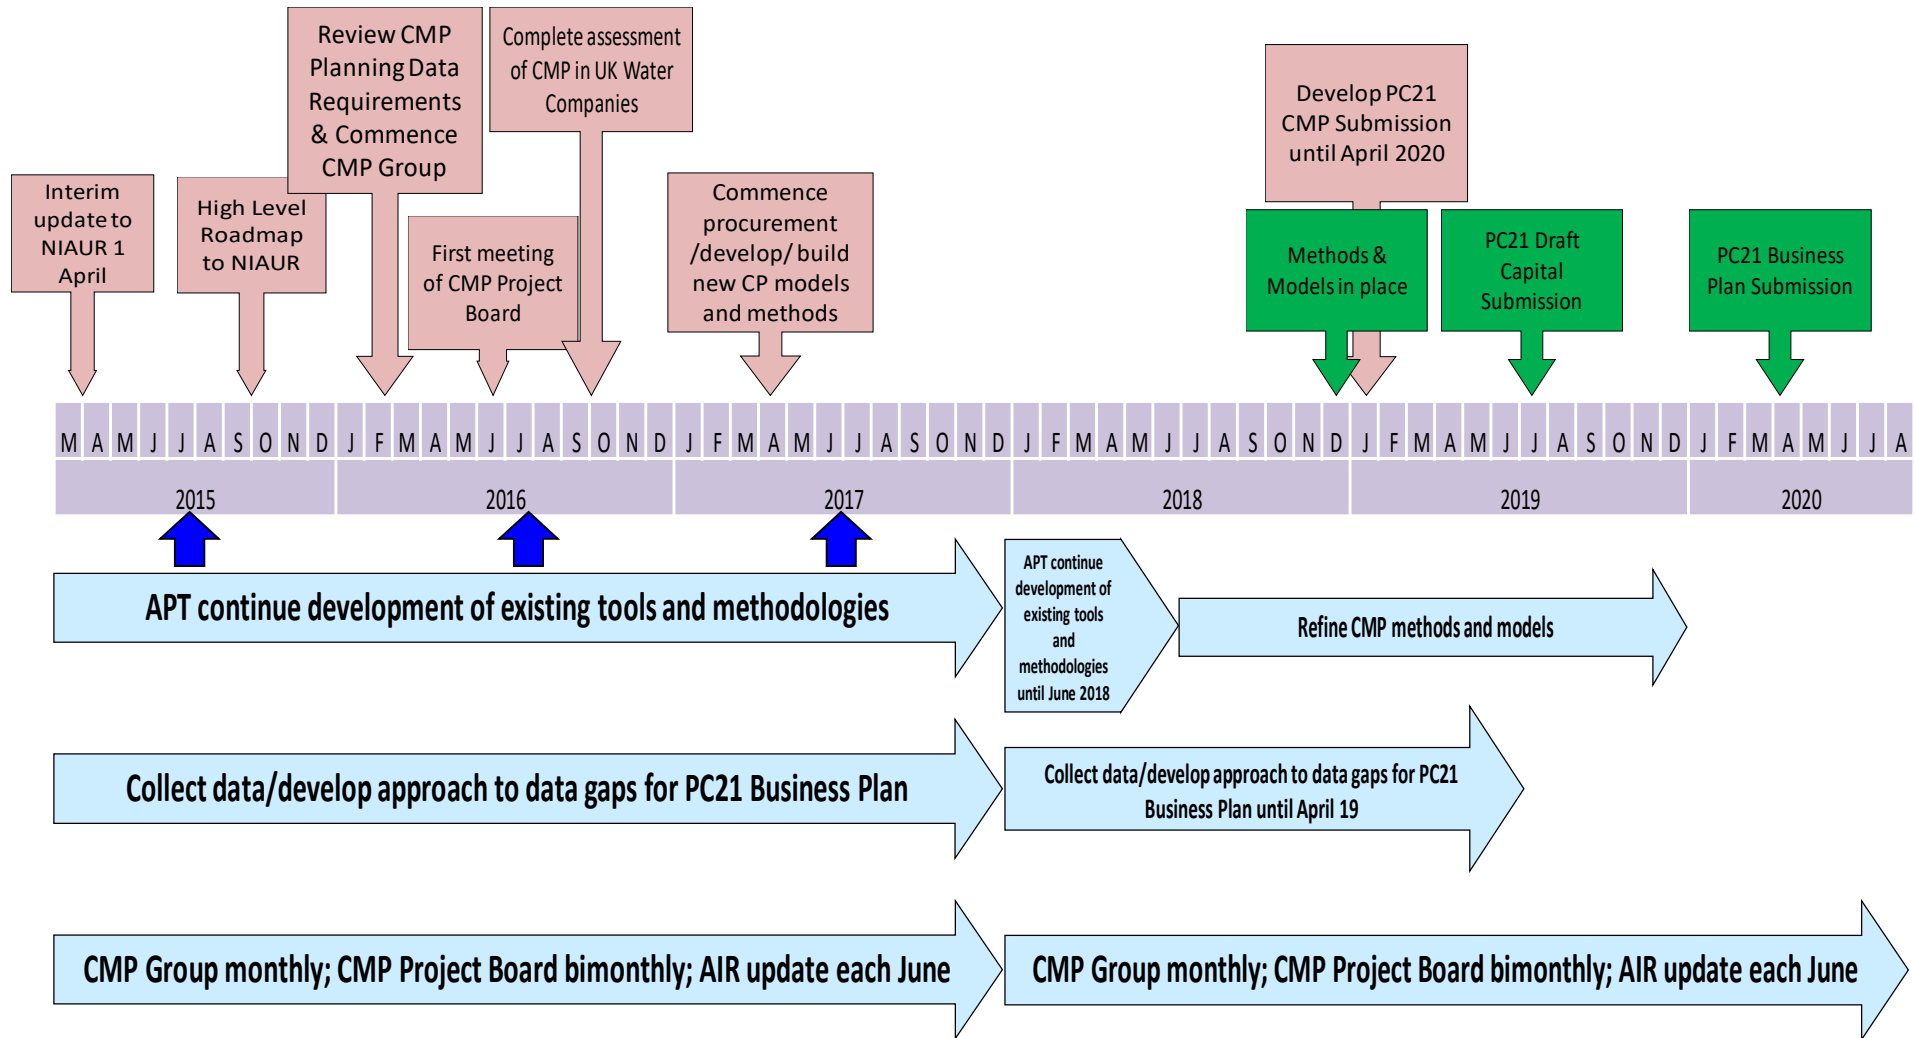 Review CMP
Planning Data
Requirements
& Commence
CMP Group
Complete assessment
of CMP in UK Water
Companies
Develop PC21
CMP Submission
until April 2020
Interim
update to
NIAUR 1
April
High Level
Roadmap
to NIAUR
First meeting
of CMP Project
Board
Commence
procurement
/develop/ build
new CP models
and methods
Methods &
Models in place
PC21 Draft
Capital
Submission
PC21 Business
Plan Submission
M A M J J A S O N D J F M A M J J A S O N D J F M A M J J A S O N D J F M A M J J A S O N D J F M A M J J A S O N D J F M A M J J A
2015 2016 2017 2018 2019 2020
APT continue development of existing tools and methodologies
APT continue
development of
existing tools
and
methodologies
until June 2018
Refine CMP methods and models
Collect data/develop approach to data gaps for PC21 Business Plan
Collect data/develop approach to data gaps for PC21
Business Plan until April 19
CMP Group monthly; CMP Project Board bimonthly; AIR update each June
CMP Group monthly; CMP Project Board bimonthly; AIR update each June